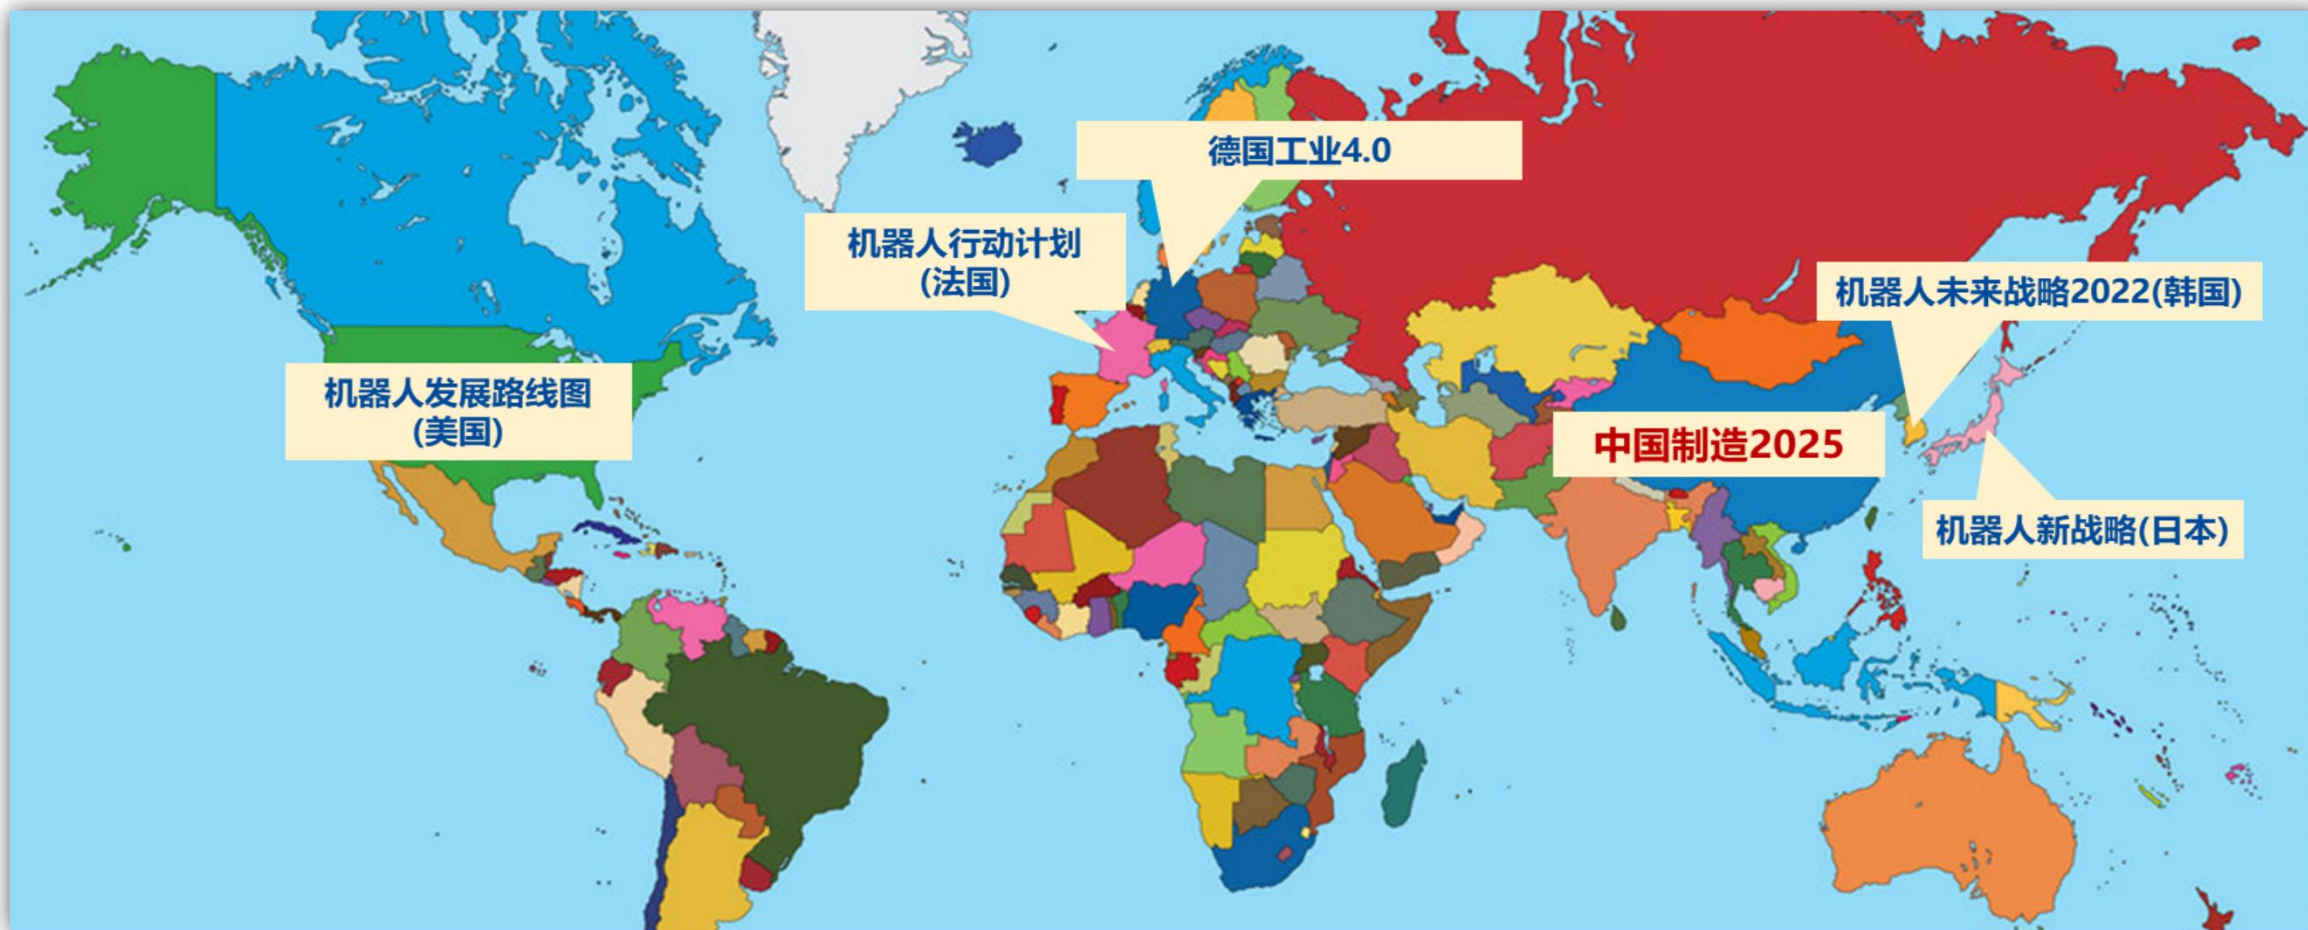 德国工业4.0
机器人行动计划
(法国)
机器人未来战略2022(韩国)
机器人发展路线图
(美国)
中国制造2025
机器人新战略(日本)